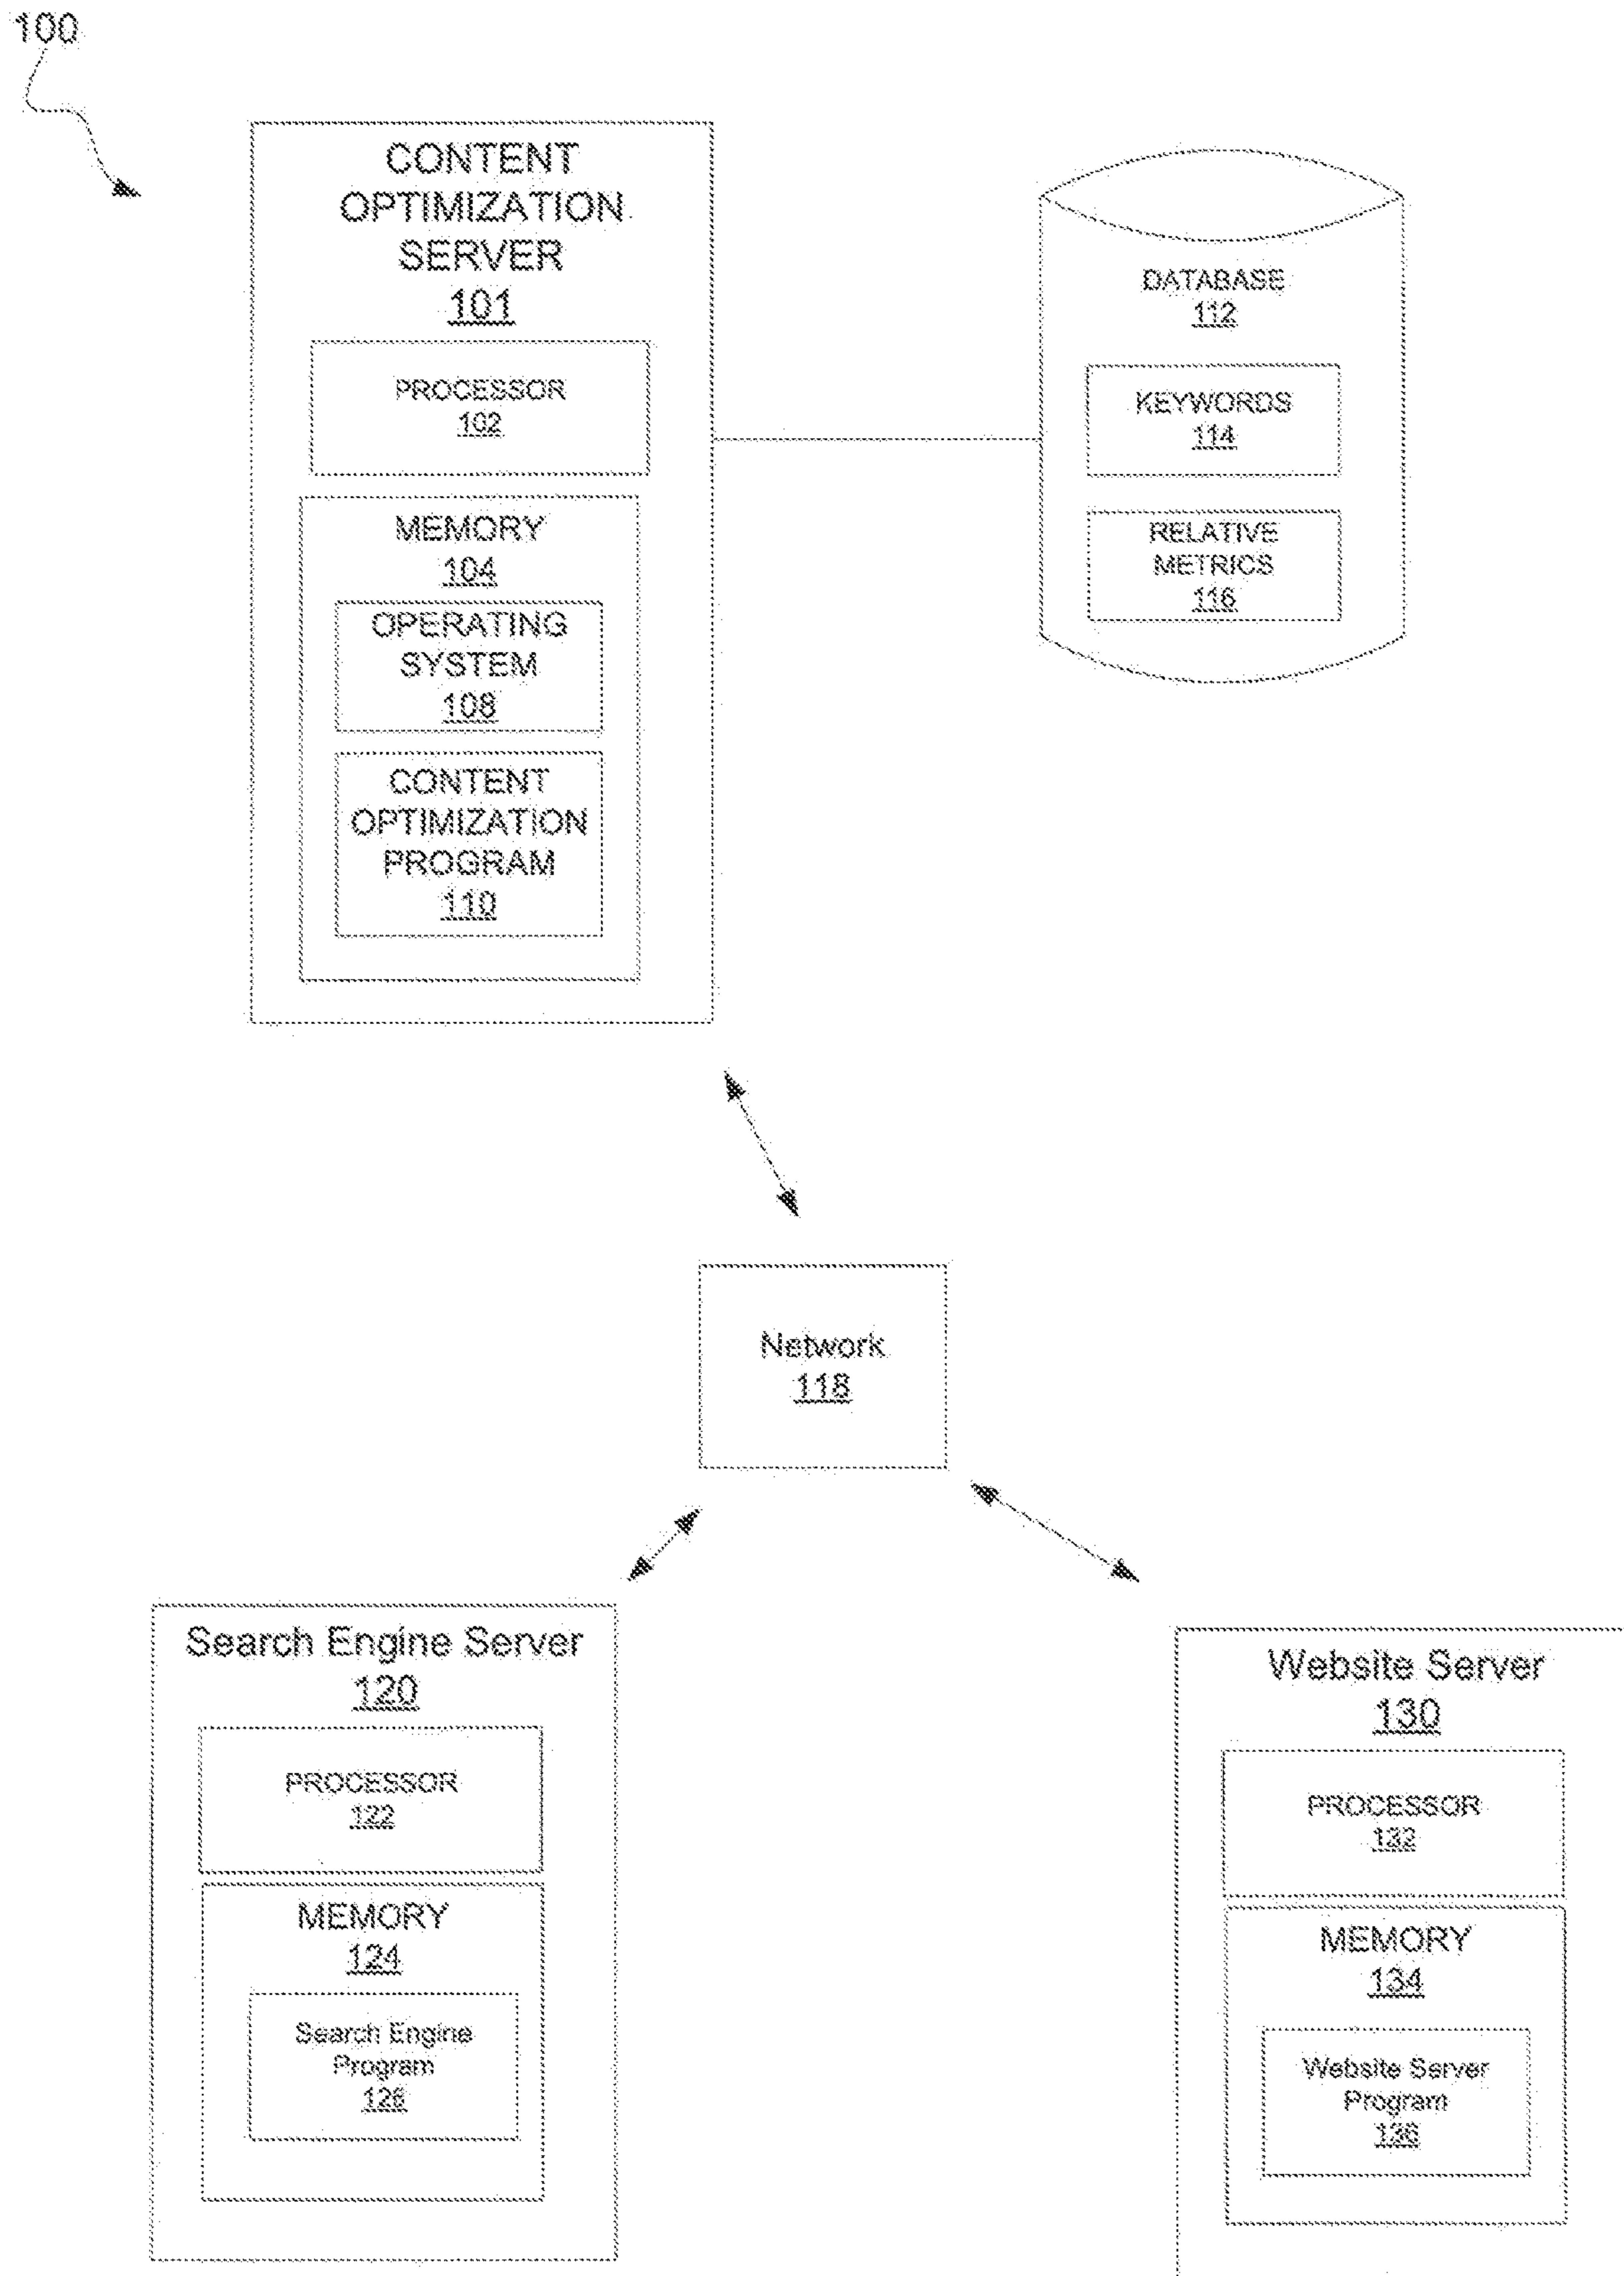 100
CONTENT
OPTIMIZATION
SERVER
101
PROCESSOR
102
MEMORY
104
OPERATING
SYSTEM
108
CONTENT
OPTIMIZATION
PROGRAM
110
DATABASE
112
KEYWORDS
114
RELATIVE
METRICS
116
Network
118
Search Engine Server
120
PROCESSOR
122
MEMORY
124
Search Engine
Program
126
Website Server
130
PROCESSOR
132
MEMORY
134
Website Server
Program
136